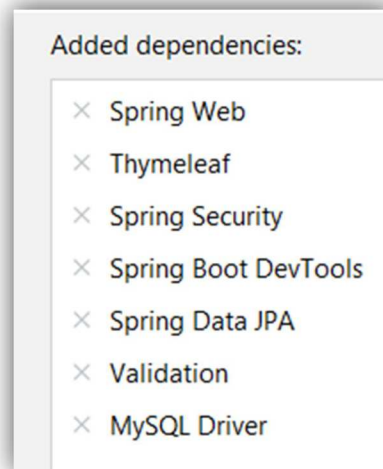 Added dependencies:
Spring Web
Thymeleaf
Spring Security
Spring Boot DevTools
Spring Data JPA
Validation
MySQL Driver